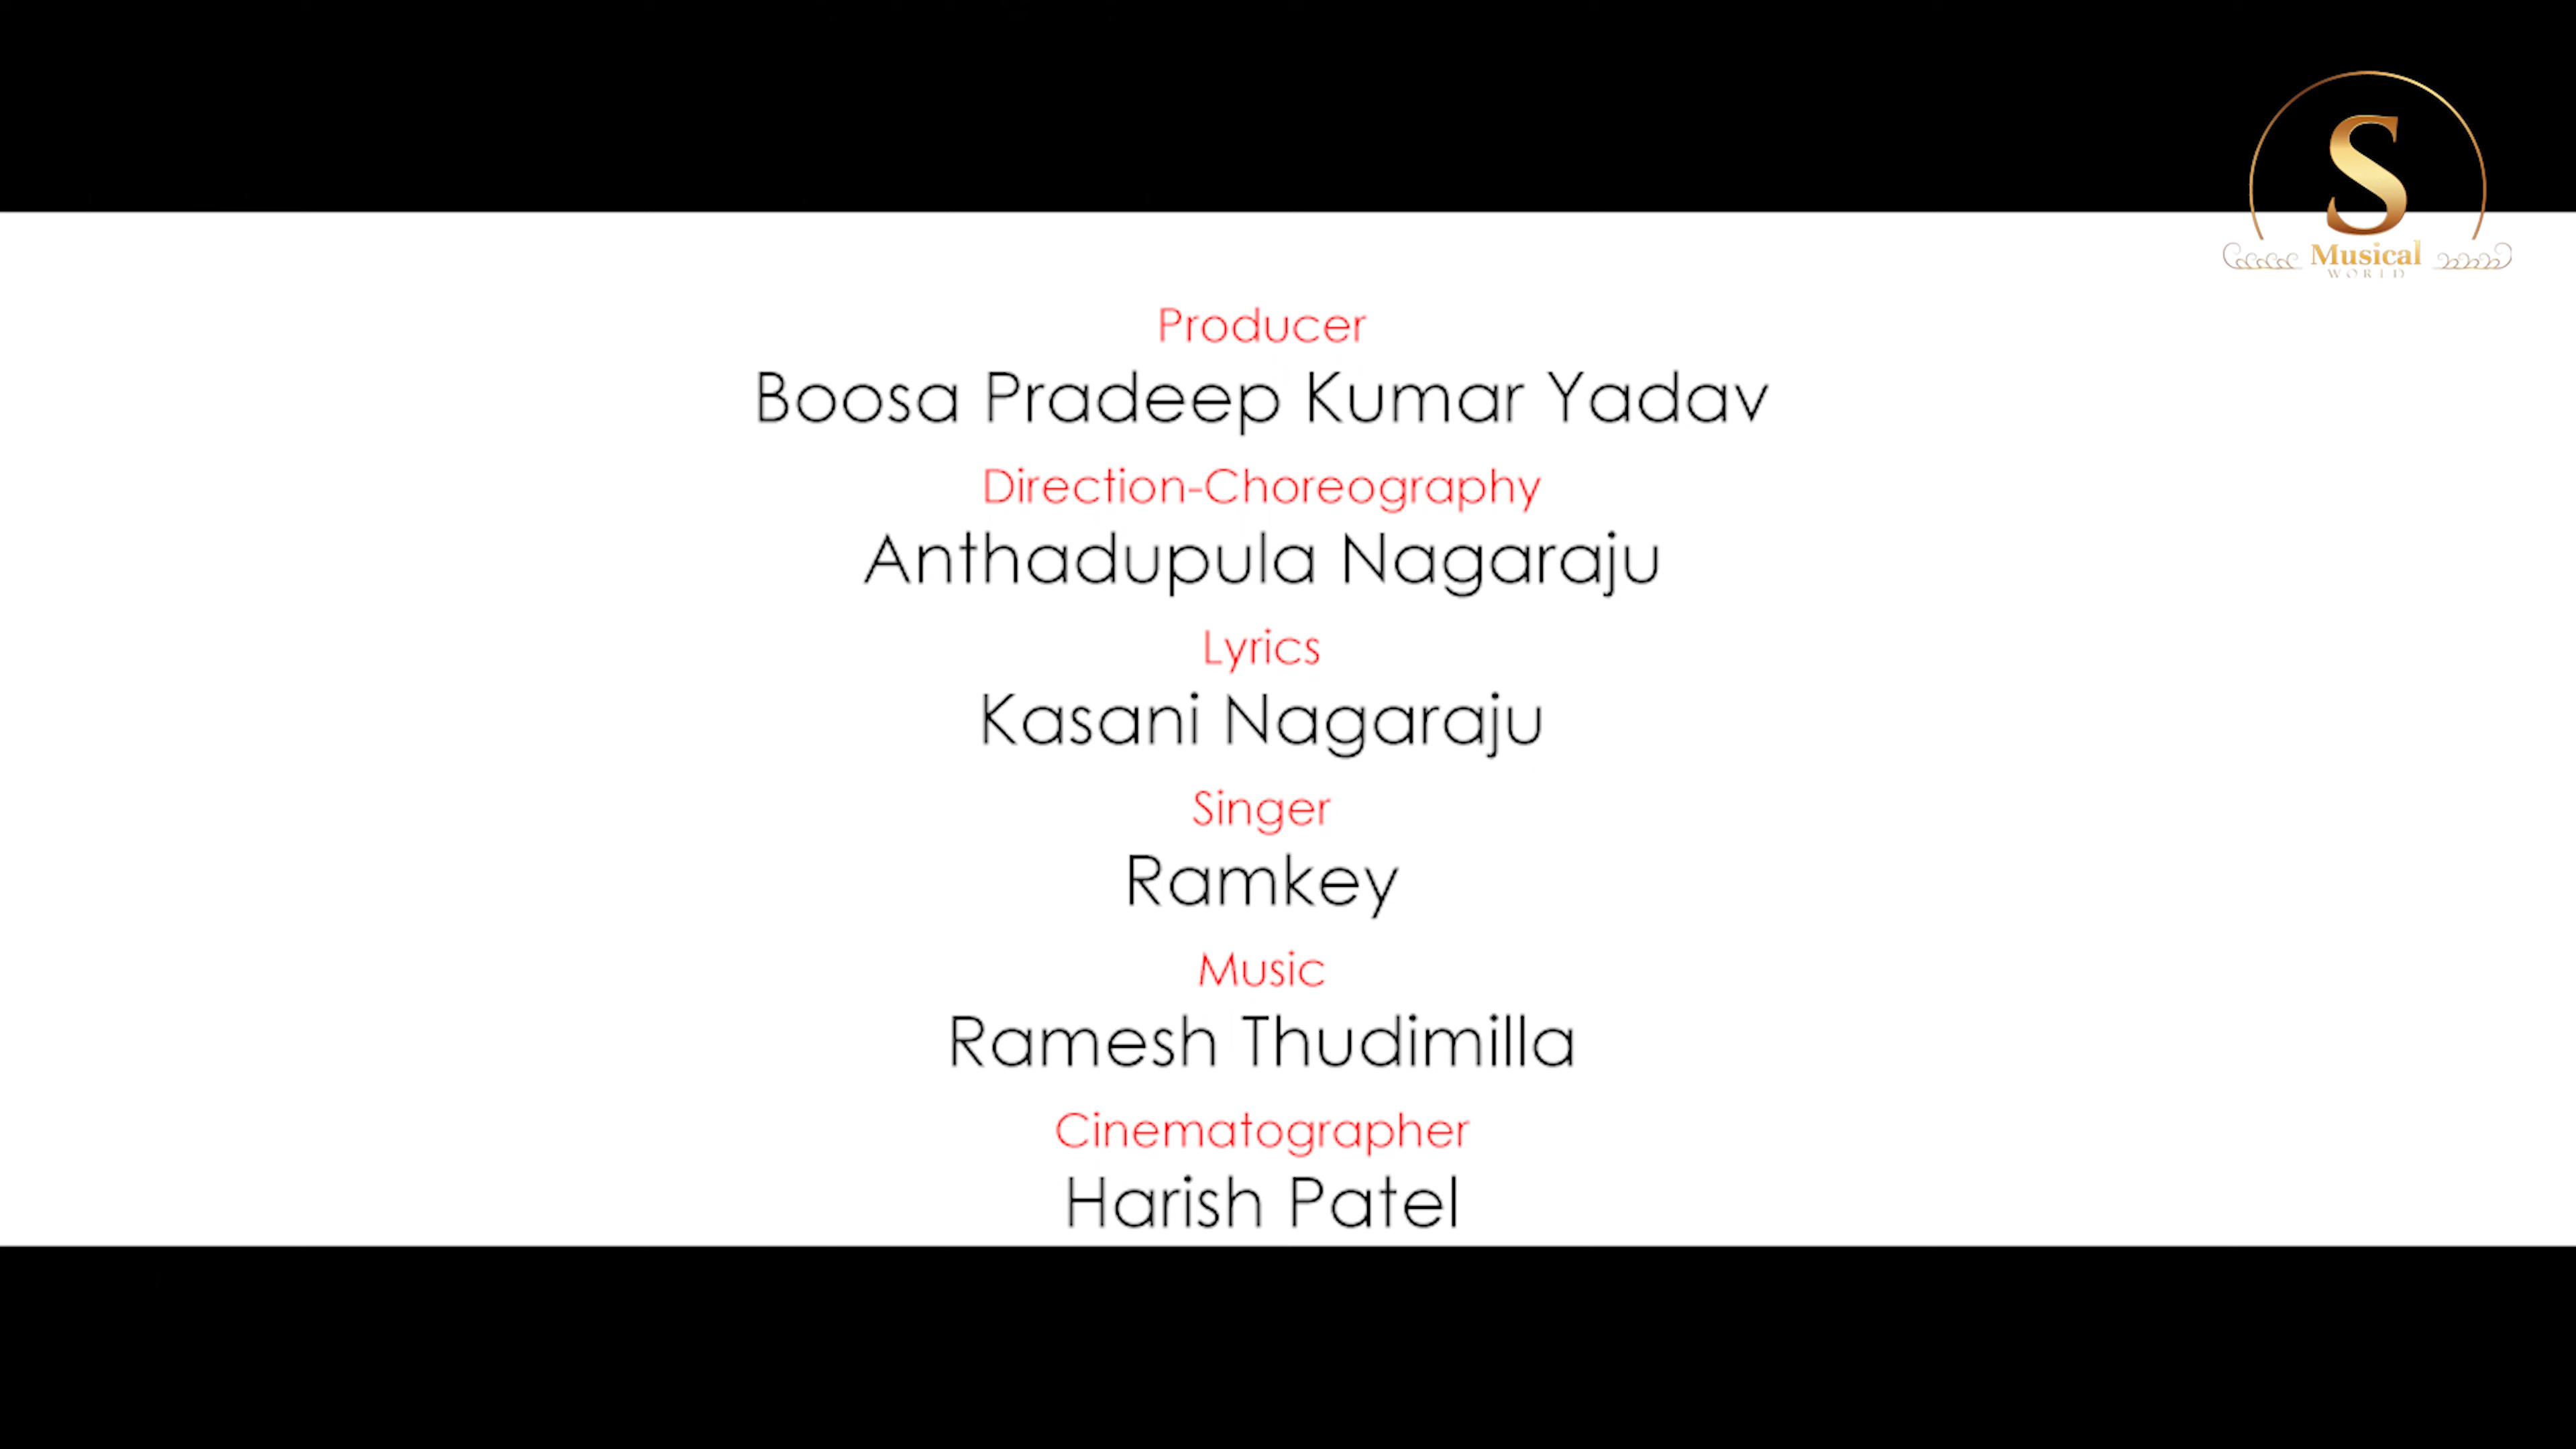 S
Musical
WORLD
Producer
Boosa Pradeep Kumar Yadav
Direction-Choreography
Anthadupula Nagaraju
Lyrics
Kasani Nagaraju
Singer
Ramkey
Music
Ramesh Thudimilla
Cinematographer
Harish Patel